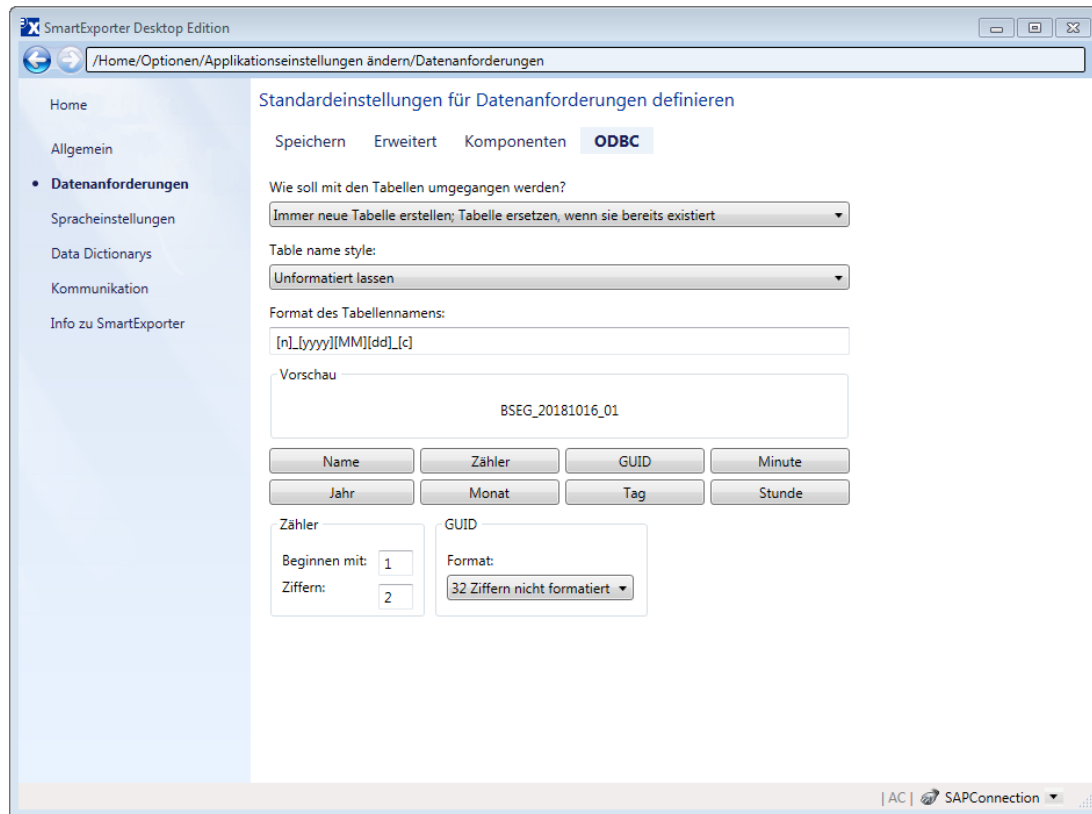 SmartExporter Desktop Edition
/Home/Optionen/Applikationseinstellungen ändern/Datenanforderungen
Home
Allgemein
• Datenanforderungen
Spracheinstellungen
Data Dictionarys
Kommunikation
Info zu SmartExporter
Standardeinstellungen für Datenanforderungen definieren
Speichern Erweitert Komponenten ODBC
Wie soll mit den Tabellen umgegangen werden?
Immer neue Tabelle erstellen; Tabelle ersetzen, wenn sie bereits existiert
Table name style:
Unformatiert lassen
Format des Tabellennamens:
[n]_[yyyy][MM][dd]_[c]
Vorschau
BSEG_20181016_01
Name Zähler GUID Minute
Jahr Monat Tag Stunde
Zähler
Beginnen mit: 1
Ziffern: 2
GUID
Format:
32 Ziffern nicht formatiert
| AC | SAPConnection